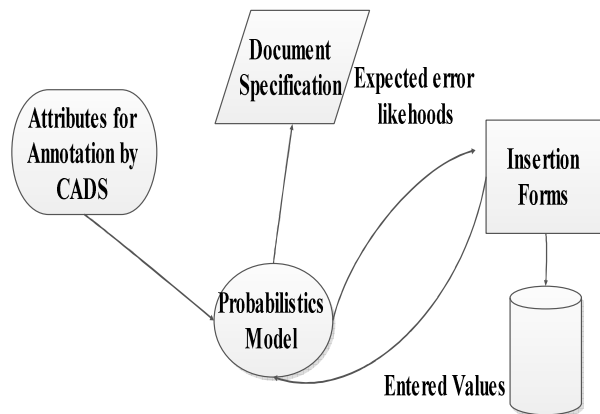 Document
Specification
Expected error
likehoods
Attributes for
Annotation by
CADS
Insertion
Forms
Probabilistics
Model
Entered Values